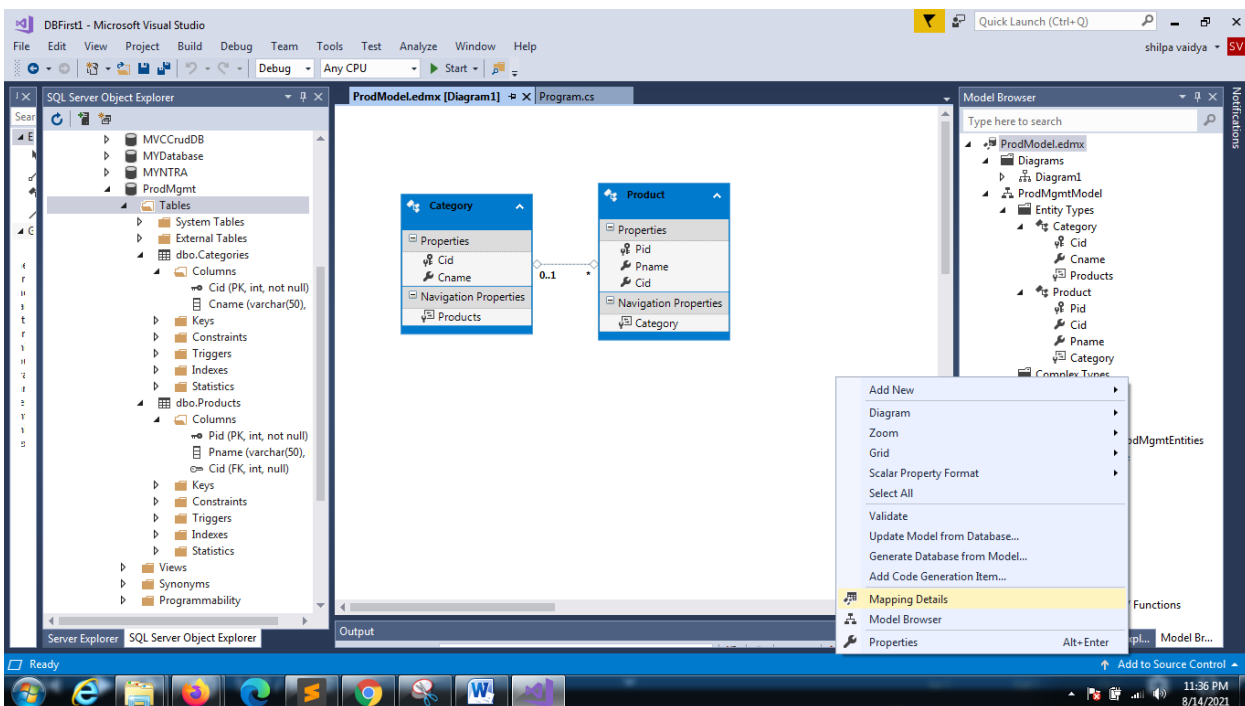 DBFirst1 - Microsoft Visual Studio
Quick Launch (Ctrl+Q)
File Edit View Project Build Debug Team Tools Test Analyze Window Help
shilpa vaidya
SV
Debug
Any CPU
Start
Sear
SQL Server Object Explorer
MVCCrudDB
MYDatabase
MYNTRA
ProdMgmt
Tables
System Tables
External Tables
dbo.Categories
Columns
Cid (PK, int, not null)
Cname (varchar(50),
Keys
Constraints
Triggers
Indexes
Statistics
dbo.Products
Columns
Pid (PK, int, not null)
Pname (varchar(50),
Cid (FK, int, null)
Keys
Constraints
Triggers
Indexes
Statistics
Views
Synonyms
Programmability
Server Explorer
SQL Server Object Explorer
ProdModel.edmx [Diagram1]
Program.cs
Category
Properties
Cid
Cname
Navigation Properties
Products
0..1
*
Product
Properties
Pid
Pname
Cid
Navigation Properties
Category
Output
Model Browser
Type here to search
ProdModel.edmx
Diagrams
Diagram1
ProdMgmtModel
Entity Types
Category
Cid
Cname
Products
Product
Pid
Cid
Pname
Category
Complex Types
dMgmtEntities
Functions
Model Br...
Notifications
Add New
Diagram
Zoom
Grid
Scalar Property Format
Select All
Validate
Update Model from Database...
Generate Database from Model...
Add Code Generation Item...
Mapping Details
Model Browser
Properties Alt+Enter
Ready
Add to Source Control
11:36 PM
8/14/2021